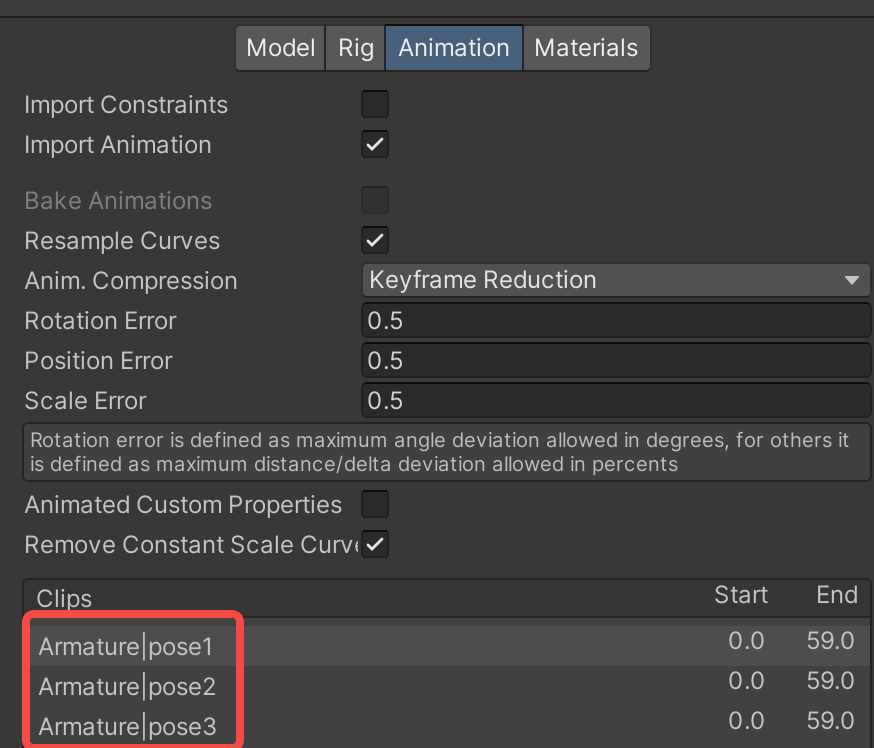 Model Rig Animation Materials
Import Constraints
Import Animation
Bake Animations
Resample Curves
Anim. Compression Keyframe Reduction
Rotation Error 0.5
Position Error 0.5
Scale Error 0.5
Rotation error is defined as maximum angle deviation allowed in degrees, for others it
is defined as maximum distance/delta deviation allowed in percents
Animated Custom Properties
Remove Constant Scale Curve
Clips Start End
Armature|pose1 0.0 59.0
Armature|pose2 0.0 59.0
Armature|pose3 0.0 59.0